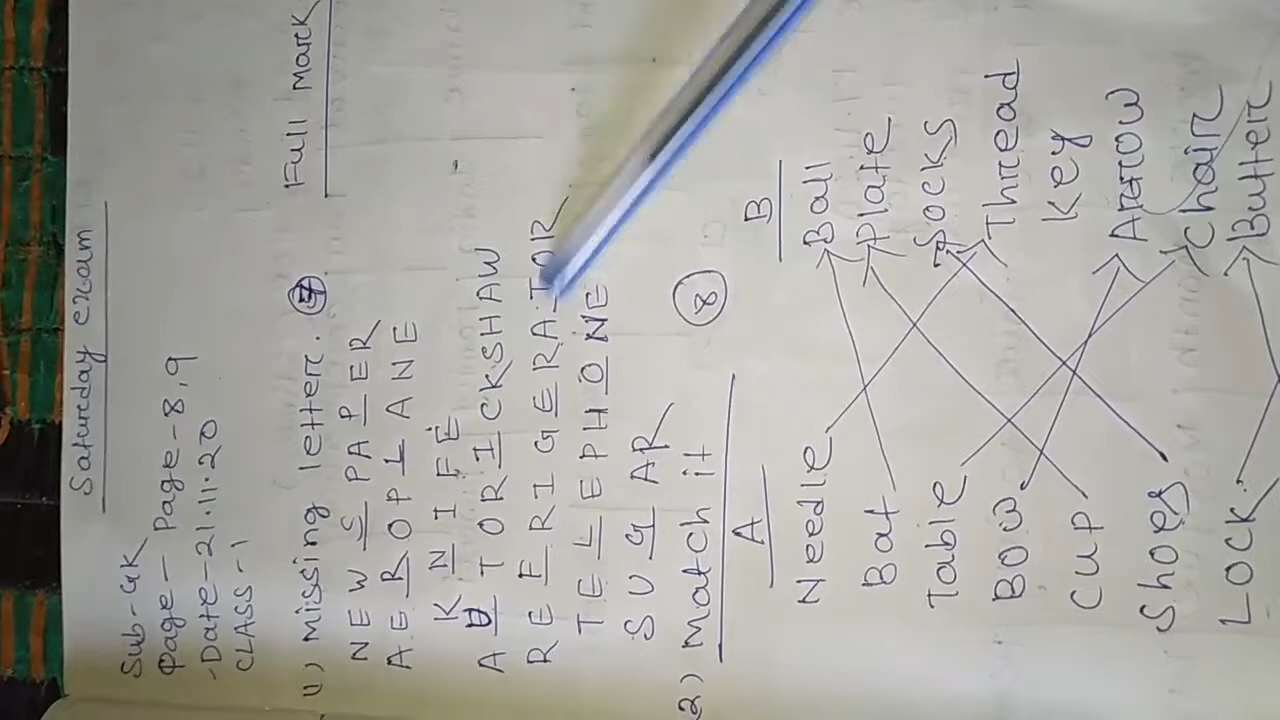 Saturday exam
Sub-GK
Page- Page-8,9
Date-21.11.20
CLASS-1
Full Mark
1) Missing letter. 7
NEWSPAPER
AEROPLANE
KNIFE
AUTORICKSHAW
REFRIGERATOR
TELEPHONE
SUGAR
2) Match it 8
A B
Needle Ball
Bat Plate
Table Socks
BOW Thread
Cup Key
Shoes Arrow
LOCK Chair
Butter